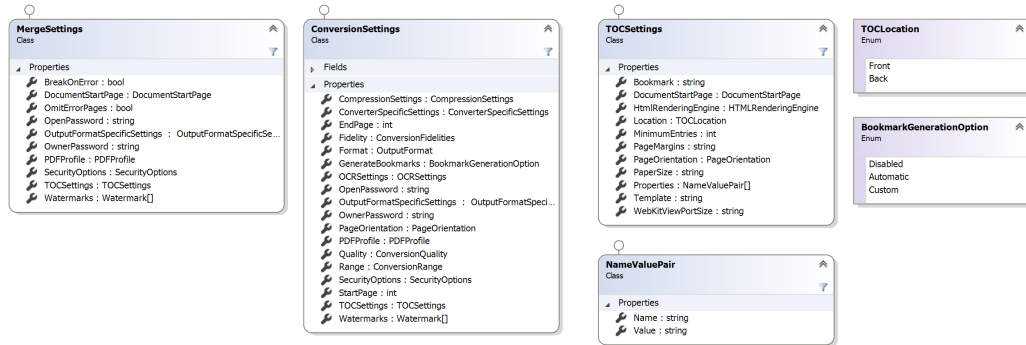 MergeSettings
Class
Properties
BreakOnError : bool
DocumentStartPage : DocumentStartPage
OmitErrorPages : bool
OpenPassword : string
OutputFormatSpecificSettings : OutputFormatSpecificSe...
OwnerPassword : string
PDFProfile : PDFProfile
SecurityOptions : SecurityOptions
TOCSettings : TOCSettings
Watermarks : Watermark[]
ConversionSettings
Class
Fields
Properties
CompressionSettings : CompressionSettings
ConverterSpecificSettings : ConverterSpecificSettings
EndPage : int
Fidelity : ConversionFidelities
Format : OutputFormat
GenerateBookmarks : BookmarkGenerationOption
OCRSettings : OCRSettings
OpenPassword : string
OutputFormatSpecificSettings : OutputFormatSpeci...
OwnerPassword : string
PageOrientation : PageOrientation
PDFProfile : PDFProfile
Quality : ConversionQuality
Range : ConversionRange
SecurityOptions : SecurityOptions
StartPage : int
TOCSettings : TOCSettings
Watermarks : Watermark[]
TOCSettings
Class
Properties
Bookmark : string
DocumentStartPage : DocumentStartPage
HtmlRenderingEngine : HTMLRenderingEngine
Location : TOCLocation
MinimumEntries : int
PageMargins : string
PageOrientation : PageOrientation
PaperSize : string
Properties : NameValuePair[]
Template : string
WebKitViewPortSize : string
NameValuePair
Class
Properties
Name : string
Value : string
TOCLocation
Enum
Front
Back
BookmarkGenerationOption
Enum
Disabled
Automatic
Custom